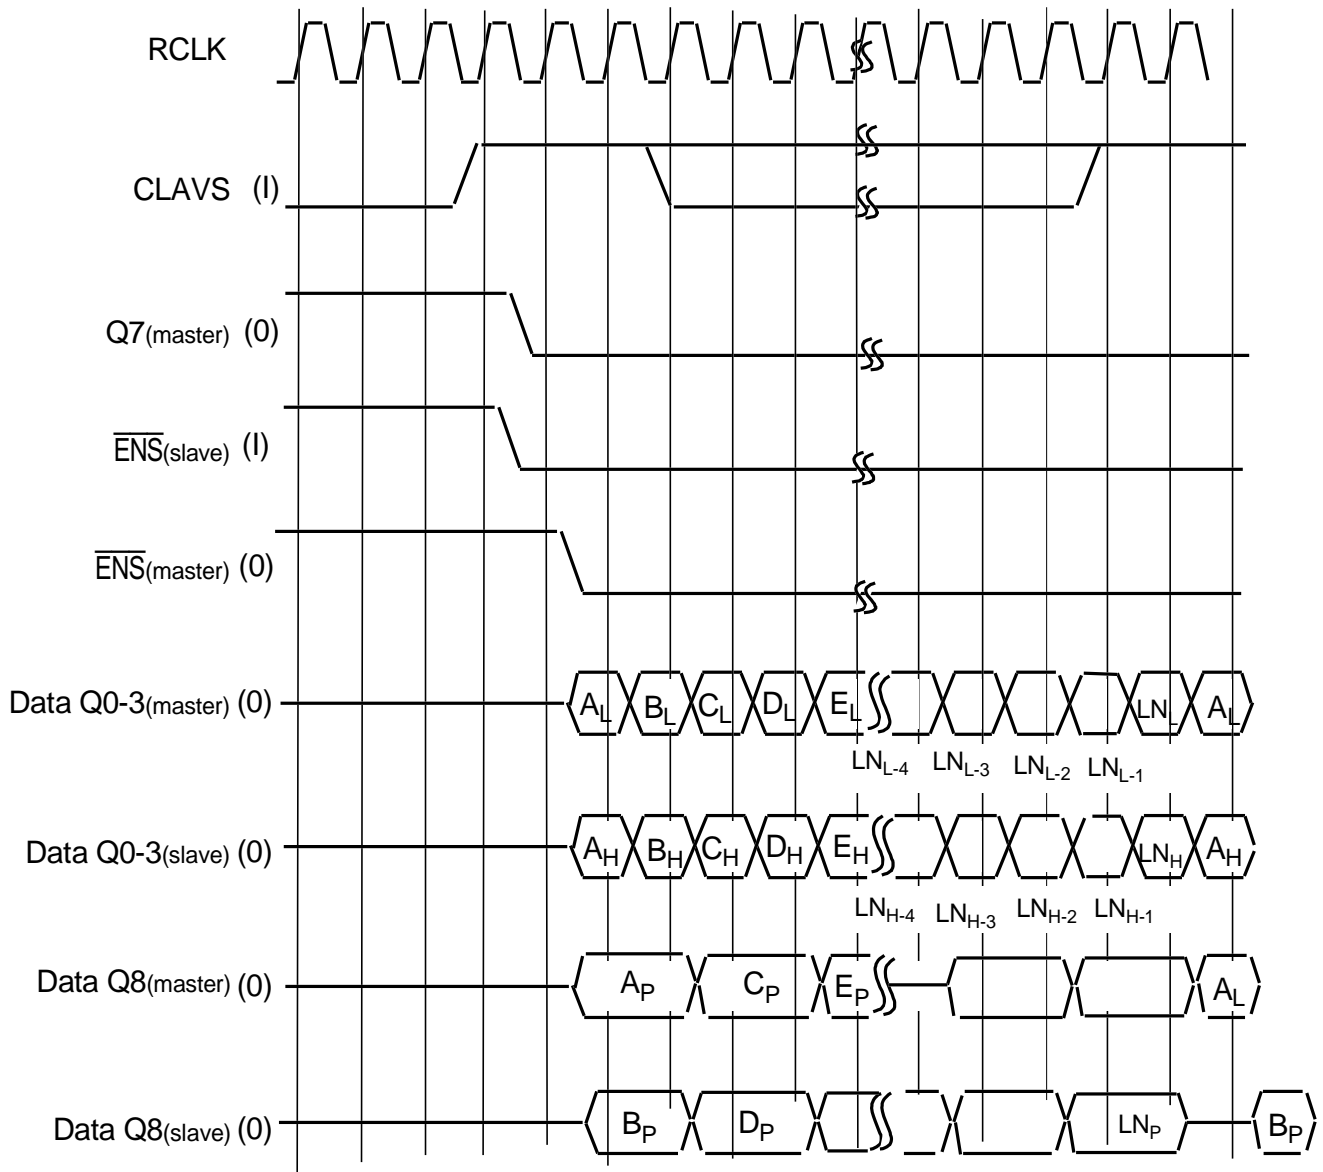 RCLK
CLAVS (I)
Q7(master) (0)
ENS(slave) (I)
ENS(master) (0)
Data Q0-3(master) (0) AL BL CL DL EL LNL AL
LNL-4 LNL-3 LNL-2 LNL-1
Data Q0-3(slave) (0) AH BH CH DH EH LNH AH
LNH-4 LNH-3 LNH-2 LNH-1
Data Q8(master) (0) AP CP EP AL
Data Q8(slave) (0) BP DP LNP BP